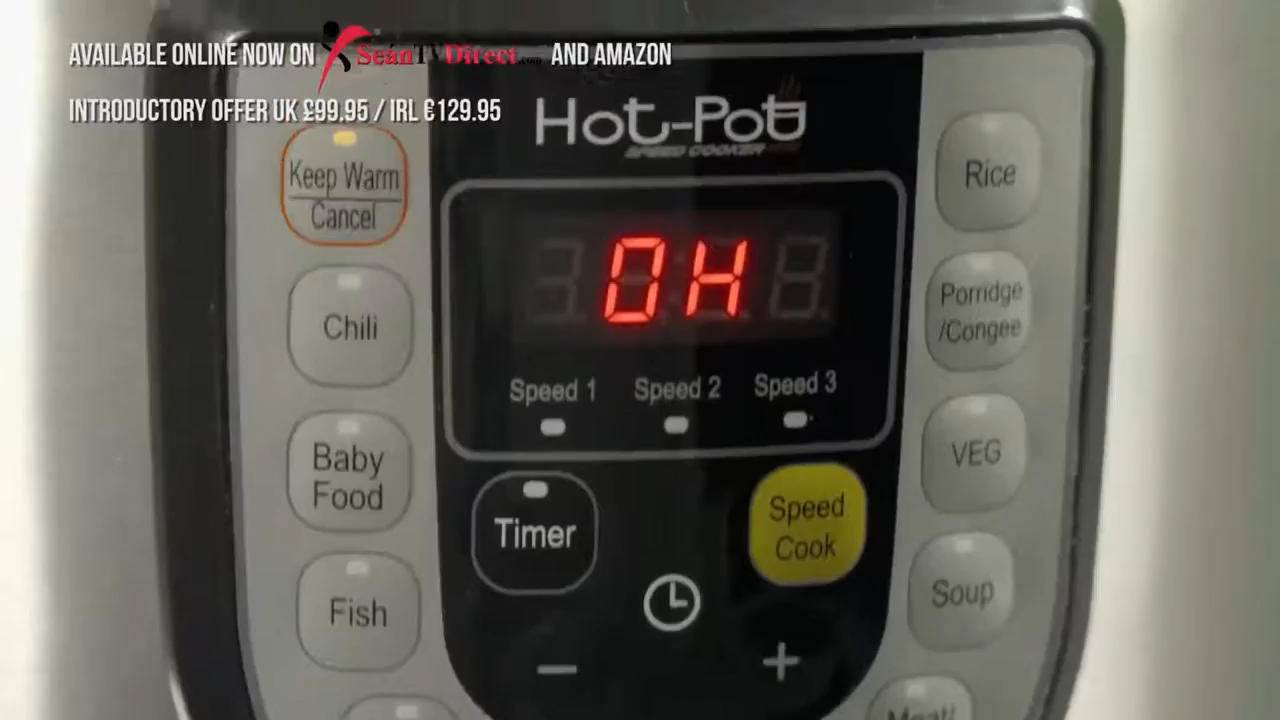 AVAILABLE ONLINE NOW ON SeánTVDirect.com AND AMAZON
INTRODUCTORY OFFER UK £99.95 / IRL €129.95
Hot-Pot
SPEED COOKER
Keep Warm
Cancel
Rice
0H
Chili
Porridge
/Congee
Speed 1 Speed 2 Speed 3
Baby
Food
VEG
Timer
Speed
Cook
Fish
Soup
− +
Meat/